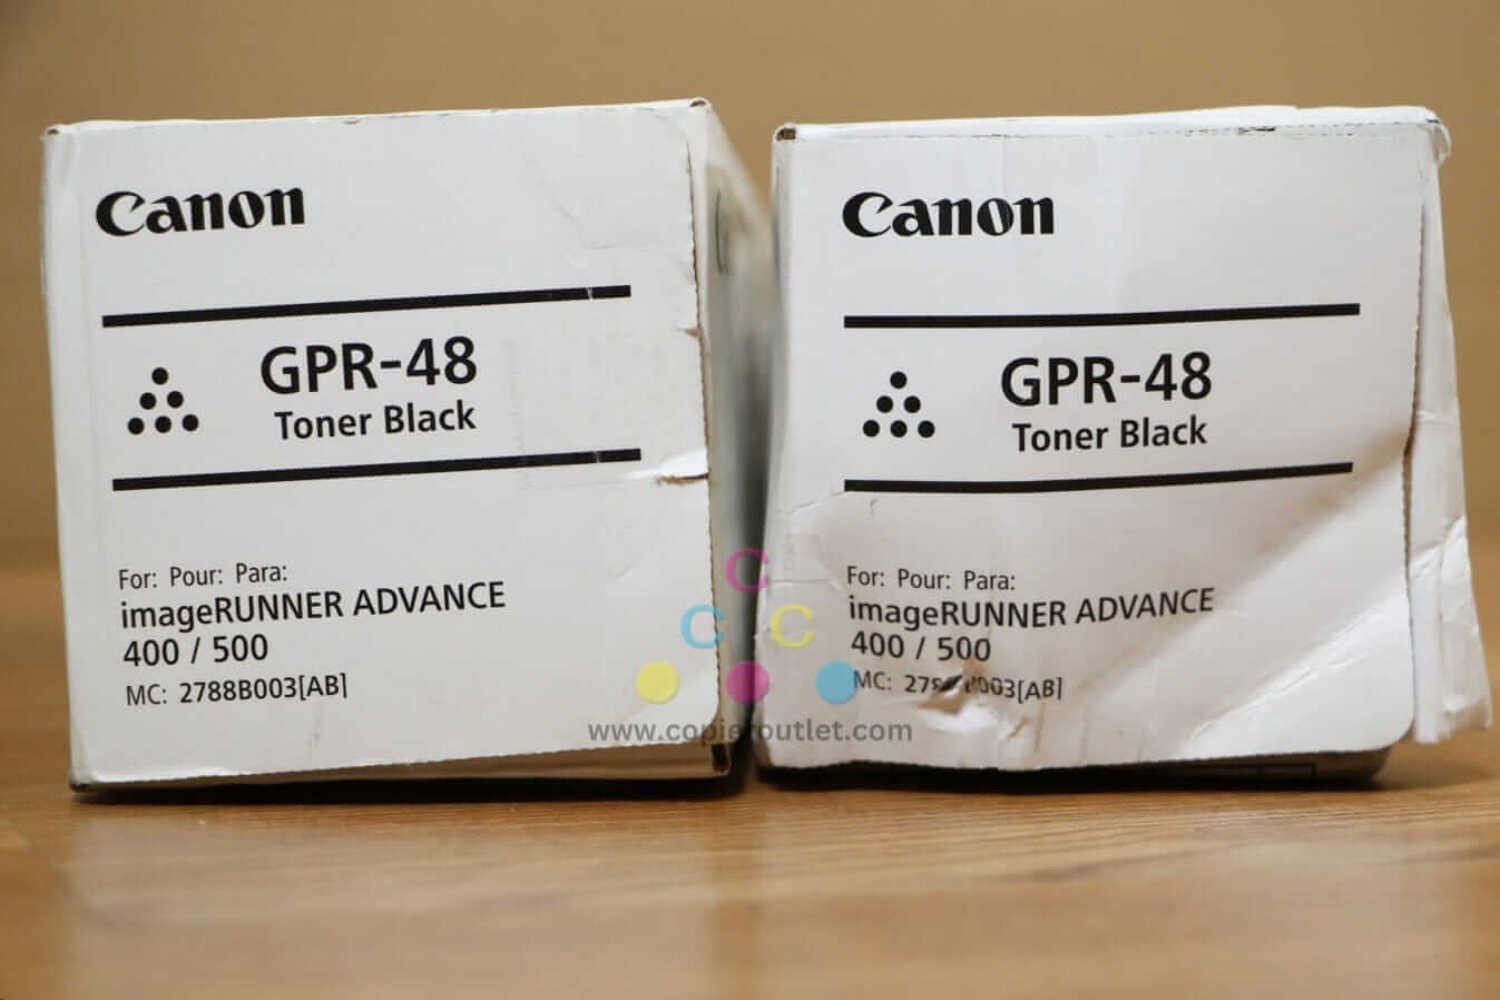 Canon
GPR-48
Toner Black
For: Pour: Para:
imageRUNNER ADVANCE
400 / 500
MC: 2788B003[AB]
Canon
GPR-48
Toner Black
For: Pour: Para:
imageRUNNER ADVANCE
400 / 500
MC:
C
C C
www.copieroutlet.com